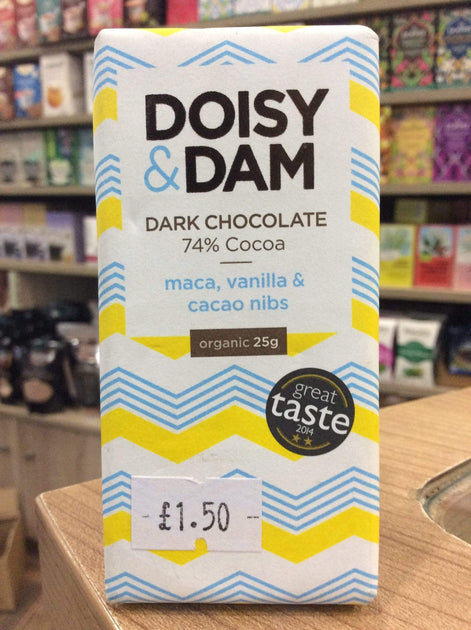 DOISY
&DAM
DARK CHOCOLATE
74% Cocoa
maca, vanilla &
cacao nibs
organic 25g
great
taste
2014
£1.50